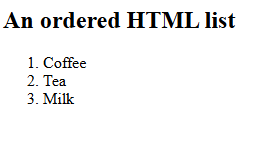 An ordered HTML list
1. Coffee
2. Tea
3. Milk